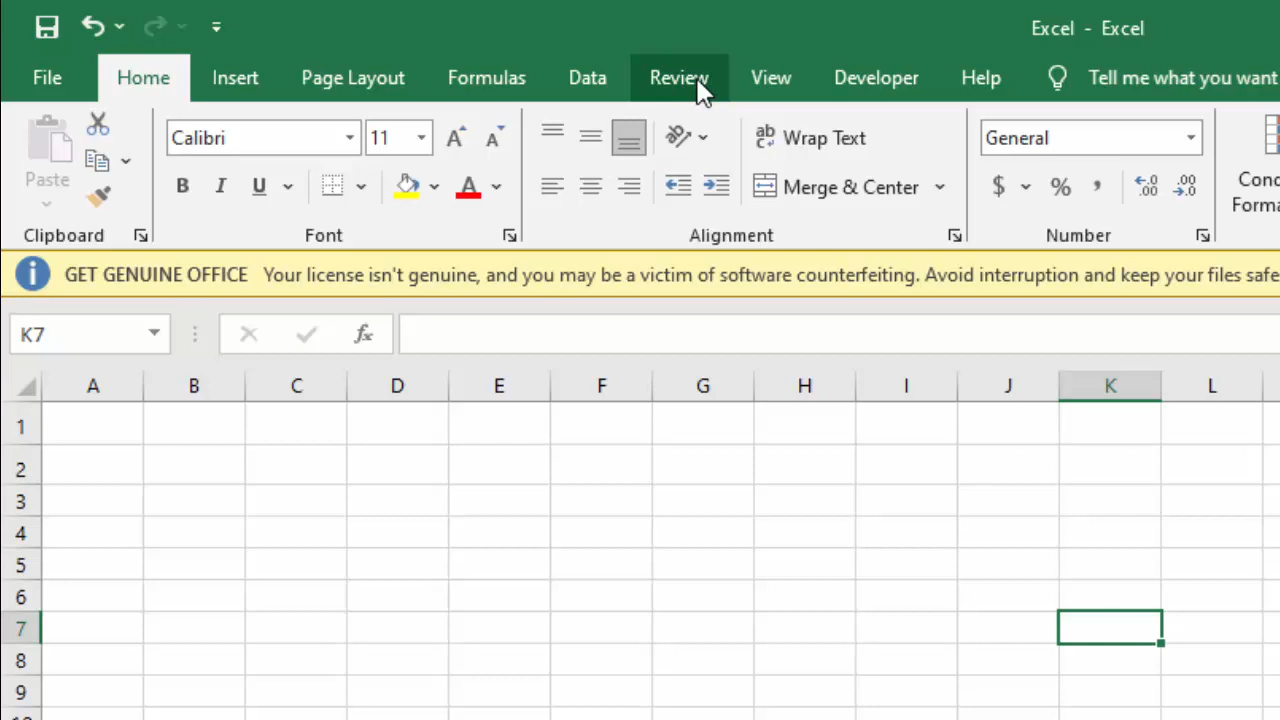 Excel - Excel
File Home Insert Page Layout Formulas Data Review View Developer Help Tell me what you want
Calibri 11 Wrap Text General
Paste B I U A Merge & Center $ % , Cond
Forma
Clipboard Font Alignment Number
GET GENUINE OFFICE Your license isn't genuine, and you may be a victim of software counterfeiting. Avoid interruption and keep your files safe
K7 fx
A B C D E F G H I J K L
1
2
3
4
5
6
7
8
9
10